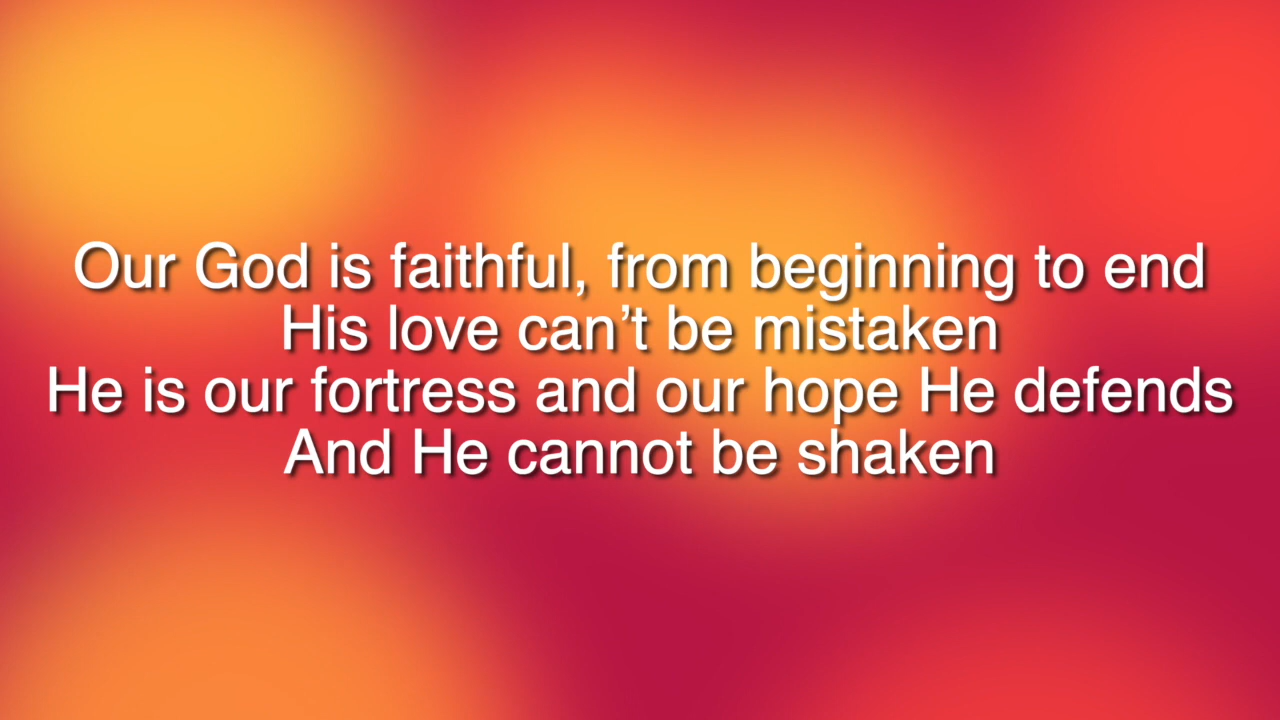 Our God is faithful, from beginning to end
His love can’t be mistaken
He is our fortress and our hope He defends
And He cannot be shaken